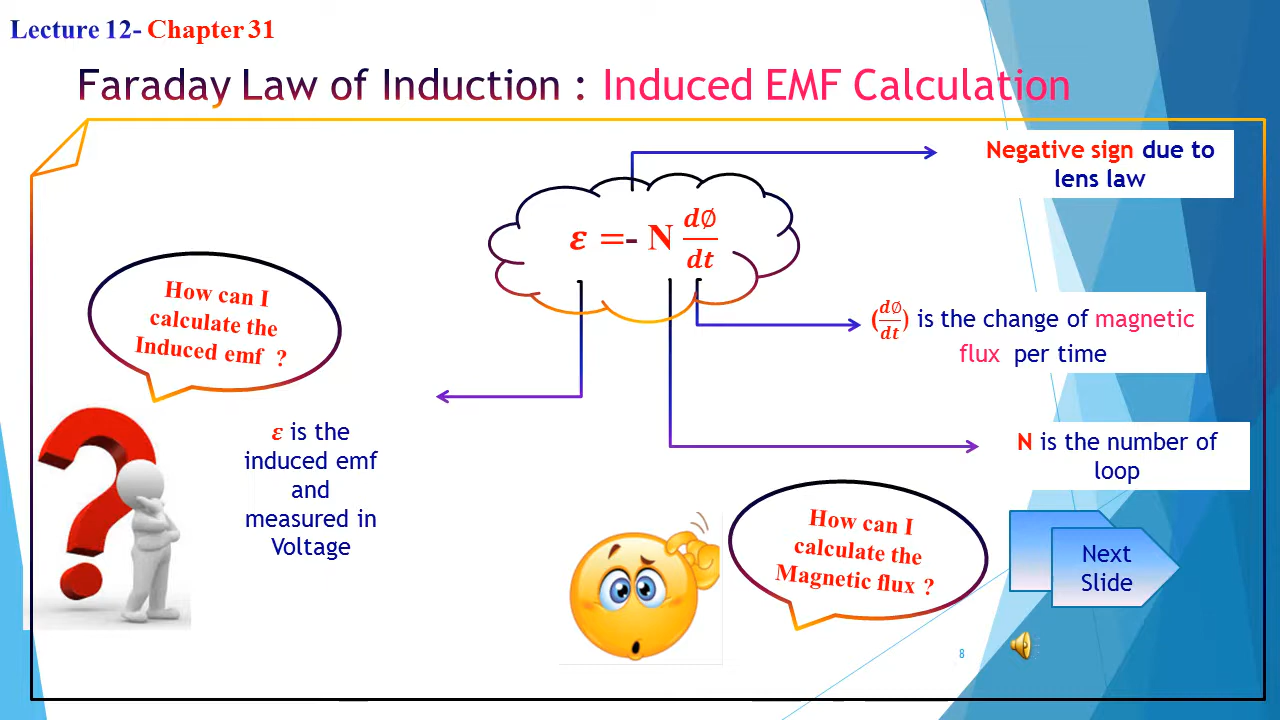 Lecture 12- Chapter 31
Faraday Law of Induction : Induced EMF Calculation
Negative sign due to
lens law
𝜺 =- N d∅/dt
How can I
calculate the
Induced emf ?
(d∅/dt) is the change of magnetic
flux per time
𝜺 is the
induced emf
and
measured in
Voltage
N is the number of
loop
How can I
calculate the
Magnetic flux ?
Next
Slide
8